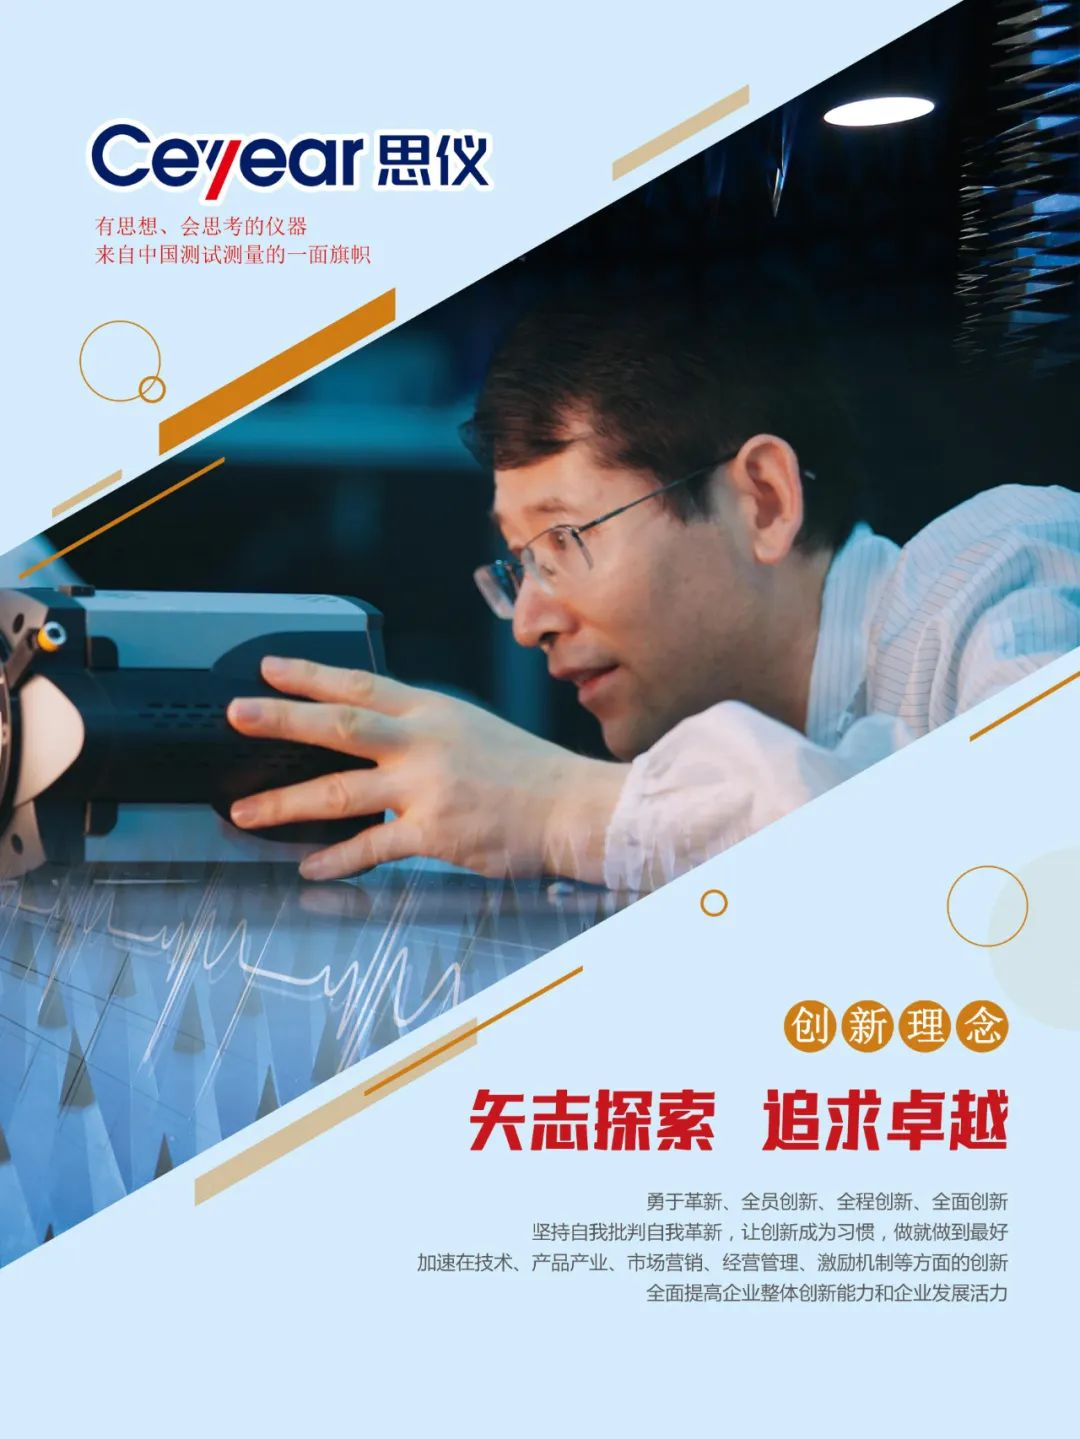 Ceyear 思仪
有思想、会思考的仪器
来自中国测试测量的一面旗帜
创新理念
矢志探索 追求卓越
勇于革新、全员创新、全程创新、全面创新
坚持自我批判自我革新，让创新成为习惯，做就做到最好
加速在技术、产品产业、市场营销、经营管理、激励机制等方面的创新
全面提高企业整体创新能力和企业发展活力